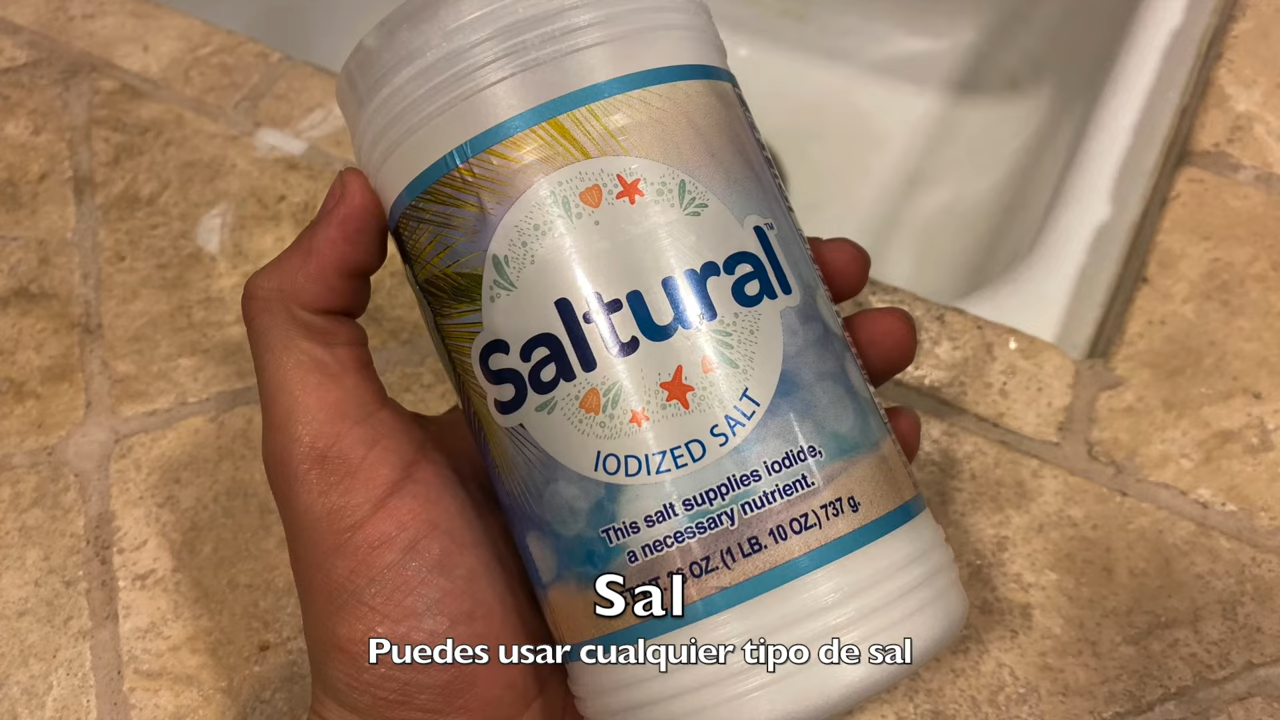 Saltural™
IODIZED SALT
This salt supplies iodide,
a necessary nutrient.
OZ. (1 LB. 10 OZ.) 737 g.
Sal
Puedes usar cualquier tipo de sal